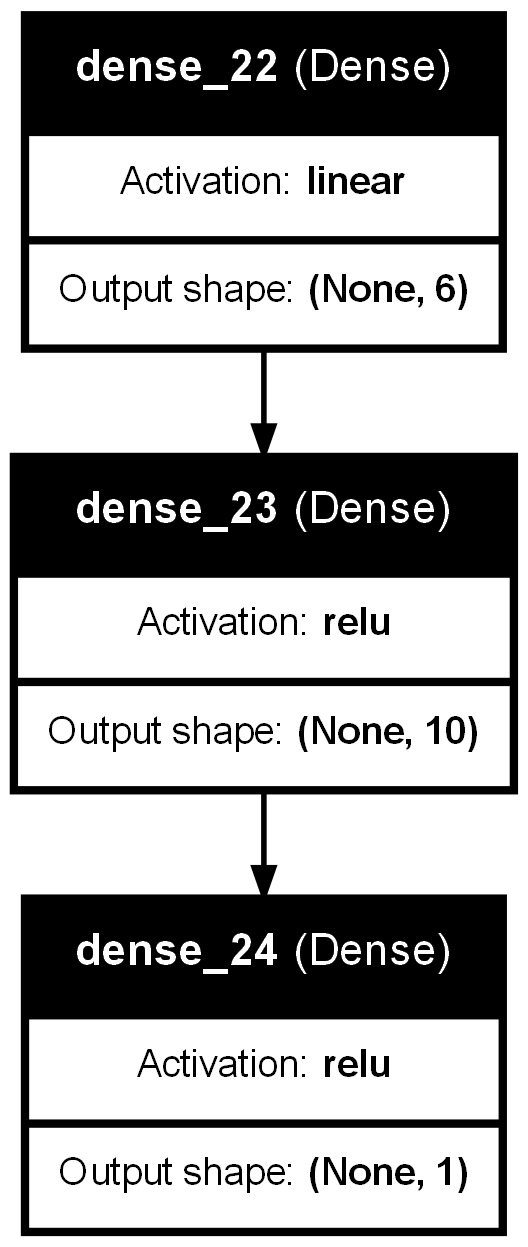 dense_22 (Dense)
Activation: linear
Output shape: (None, 6)
dense_23 (Dense)
Activation: relu
Output shape: (None, 10)
dense_24 (Dense)
Activation: relu
Output shape: (None, 1)